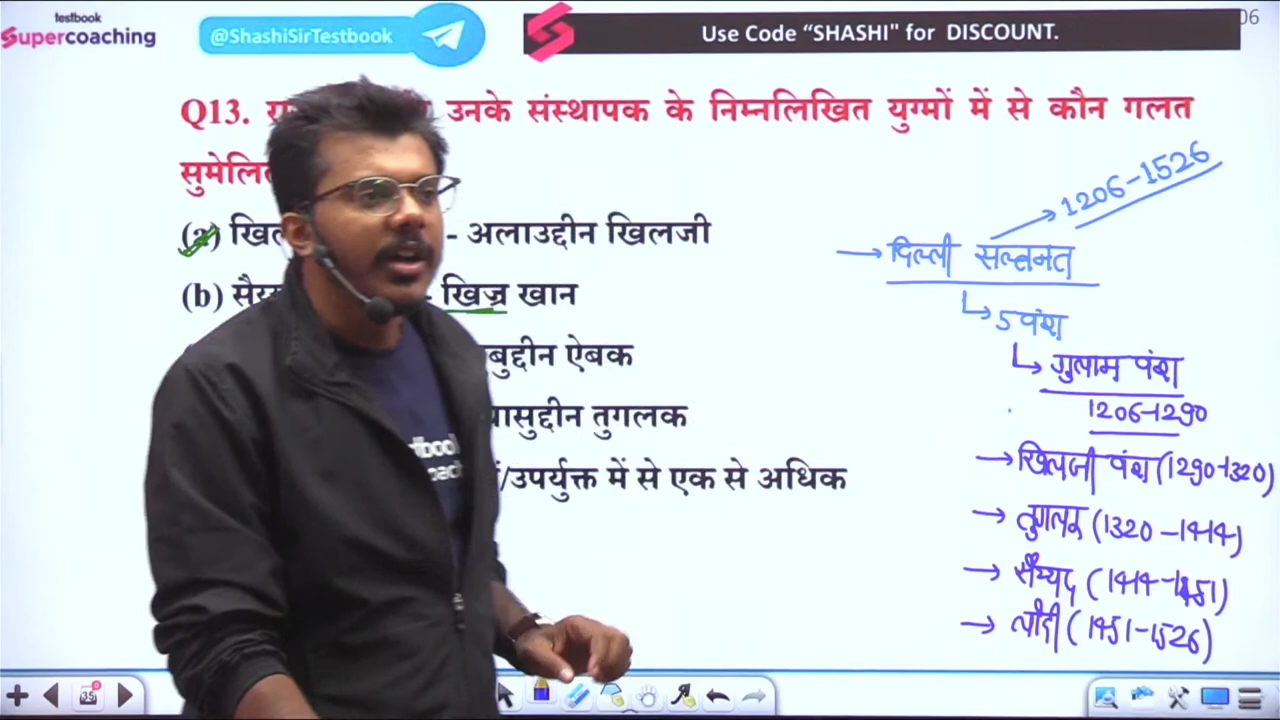 testbook
Supercoaching
@ShashiSirTestbook
Use Code “SHASHI" for DISCOUNT.
06
Q13. उनके संस्थापक के निम्नलिखित युग्मों में से कौन गलत
सुमेलि
(a) खिल - अलाउद्दीन खिलजी
(b) सैय्य - खिज्र खान
बुद्दीन ऐबक
यासुद्दीन तुगलक
/उपर्युक्त में से एक से अधिक
1206-1526
→ दिल्ली सल्तनत
↳ 5 वंश
↳ गुलाम वंश
1206-1290
→ खिलजी वंश (1290-1320)
→ तुगलक (1320-1414)
→ सैय्यद (1414-1451)
→ लोदी (1451-1526)